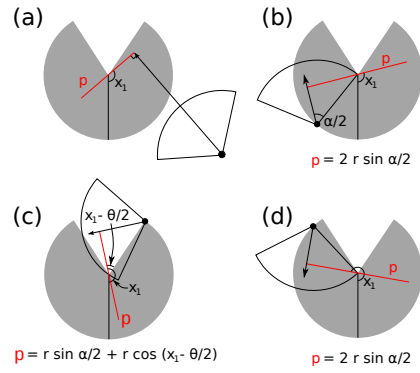 (a)
p
x₁
(b)
x₁
α/2
p = 2 r sin α/2
(c)
x₁- θ/2
x₁
p
p = r sin α/2 + r cos (x₁- θ/2)
(d)
x₁
p
p = 2 r sin α/2